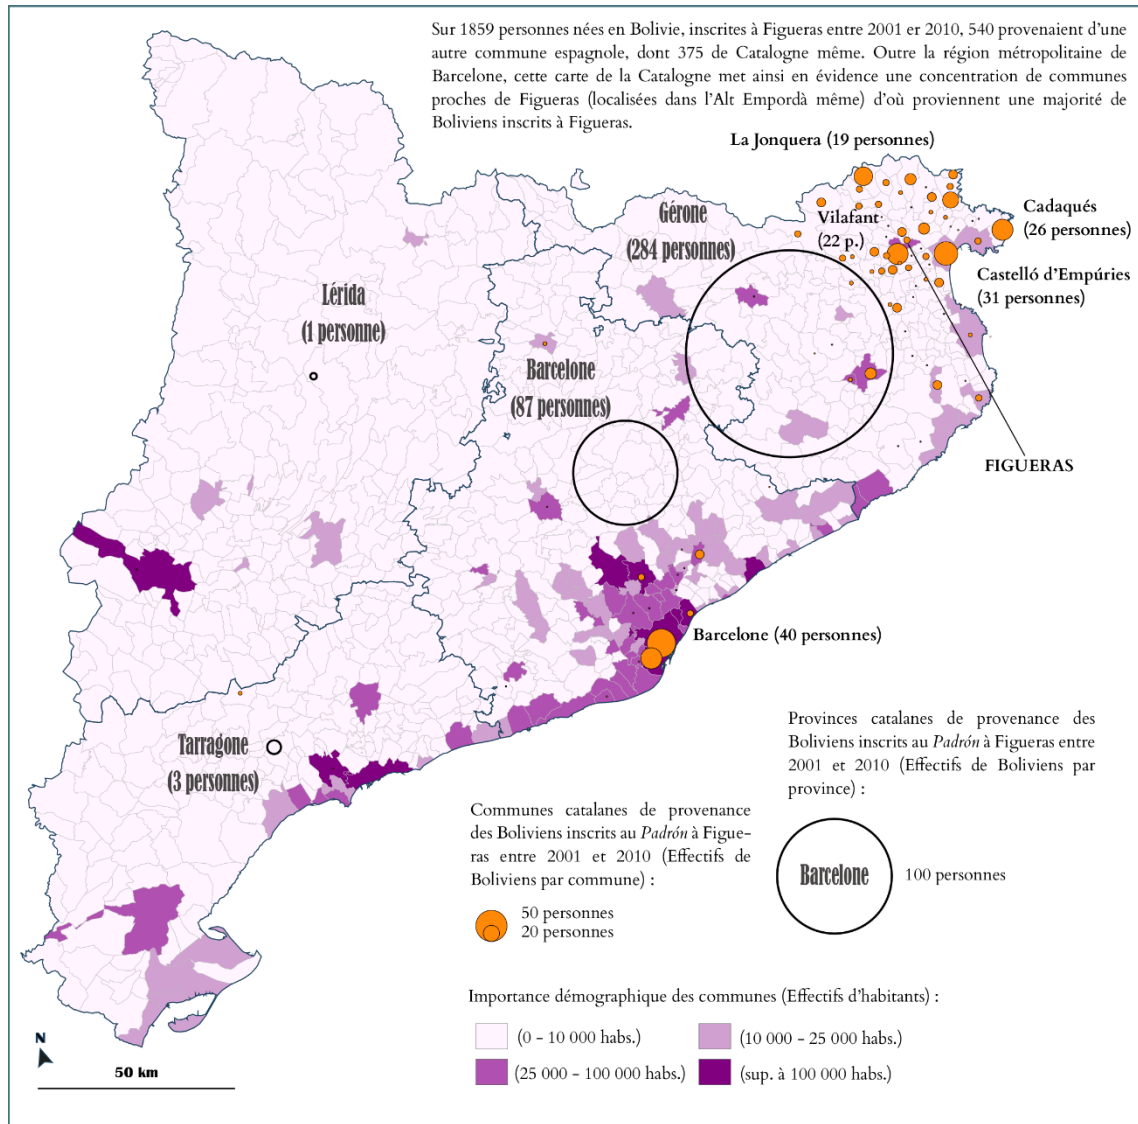 Sur 1859 personnes nées en Bolivie, inscrites à Figueras entre 2001 er 2010, 540 provenaient d'une
autre commune espagnole, dont 375 de Catalogne même. Outre la région métropolitaine de
Barcelone, cette carte de la Catalogne met ainsi en évidence une concentration de communes
proches de Figueras (localisées dans l'Alt Empordà même) d'où proviennent une majorité de
Boliviens inscrits à Figueras.
La Jonquera (19 personnes)
Gérone
(284 personnes)
Vilafant
(22 p.)
Cadaqués
(26 personnes)
Castelló d'Empúries
(31 personnes)
Lérida
(1 personne)
Barcelone
(87 personnes)
FIGUERAS
Barcelone (40 personnes)
Tarragone
(3 personnes)
Provinces catalanes de provenance des
Boliviens inscrits au Padrón à Figueras entre
2001 et 2010 (Effectifs de Boliviens par
province) :
Barcelone
100 personnes
Communes catalanes de provenance
des Boliviens inscrits au Padrón à Figue-
ras entre 2001 et 2010 (Effectifs de
Boliviens par commune) :
50 personnes
20 personnes
Importance démographique des communes (Effectifs d'habitants) :
(0 - 10 000 habs.)
(10 000 - 25 000 habs.)
(25 000 - 100 000 habs.)
(sup. à 100 000 habs.)
N
50 km